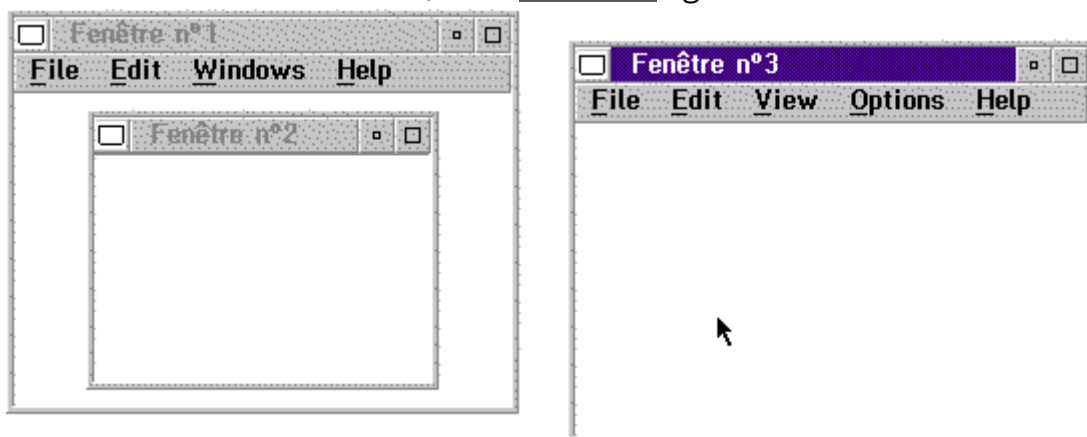 Fenêtre n°1
File Edit Windows Help
Fenêtre n°2
Fenêtre n°3
File Edit View Options Help